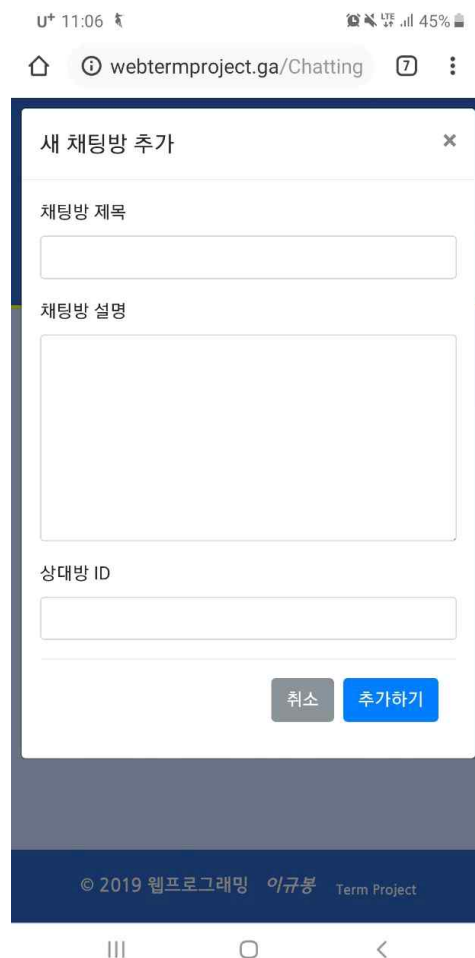 U+ 11:06 LTE 45%
webtermproject.ga/Chatting 7
새 채팅방 추가 ×
채팅방 제목
채팅방 설명
상대방 ID
취소 추가하기
© 2019 웹프로그래밍 이규봉 Term Project